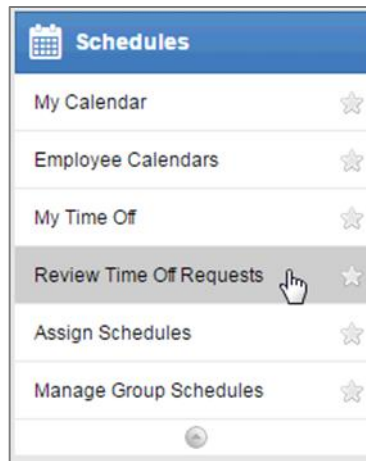 Schedules
My Calendar
Employee Calendars
My Time Off
Review Time Off Requests
Assign Schedules
Manage Group Schedules